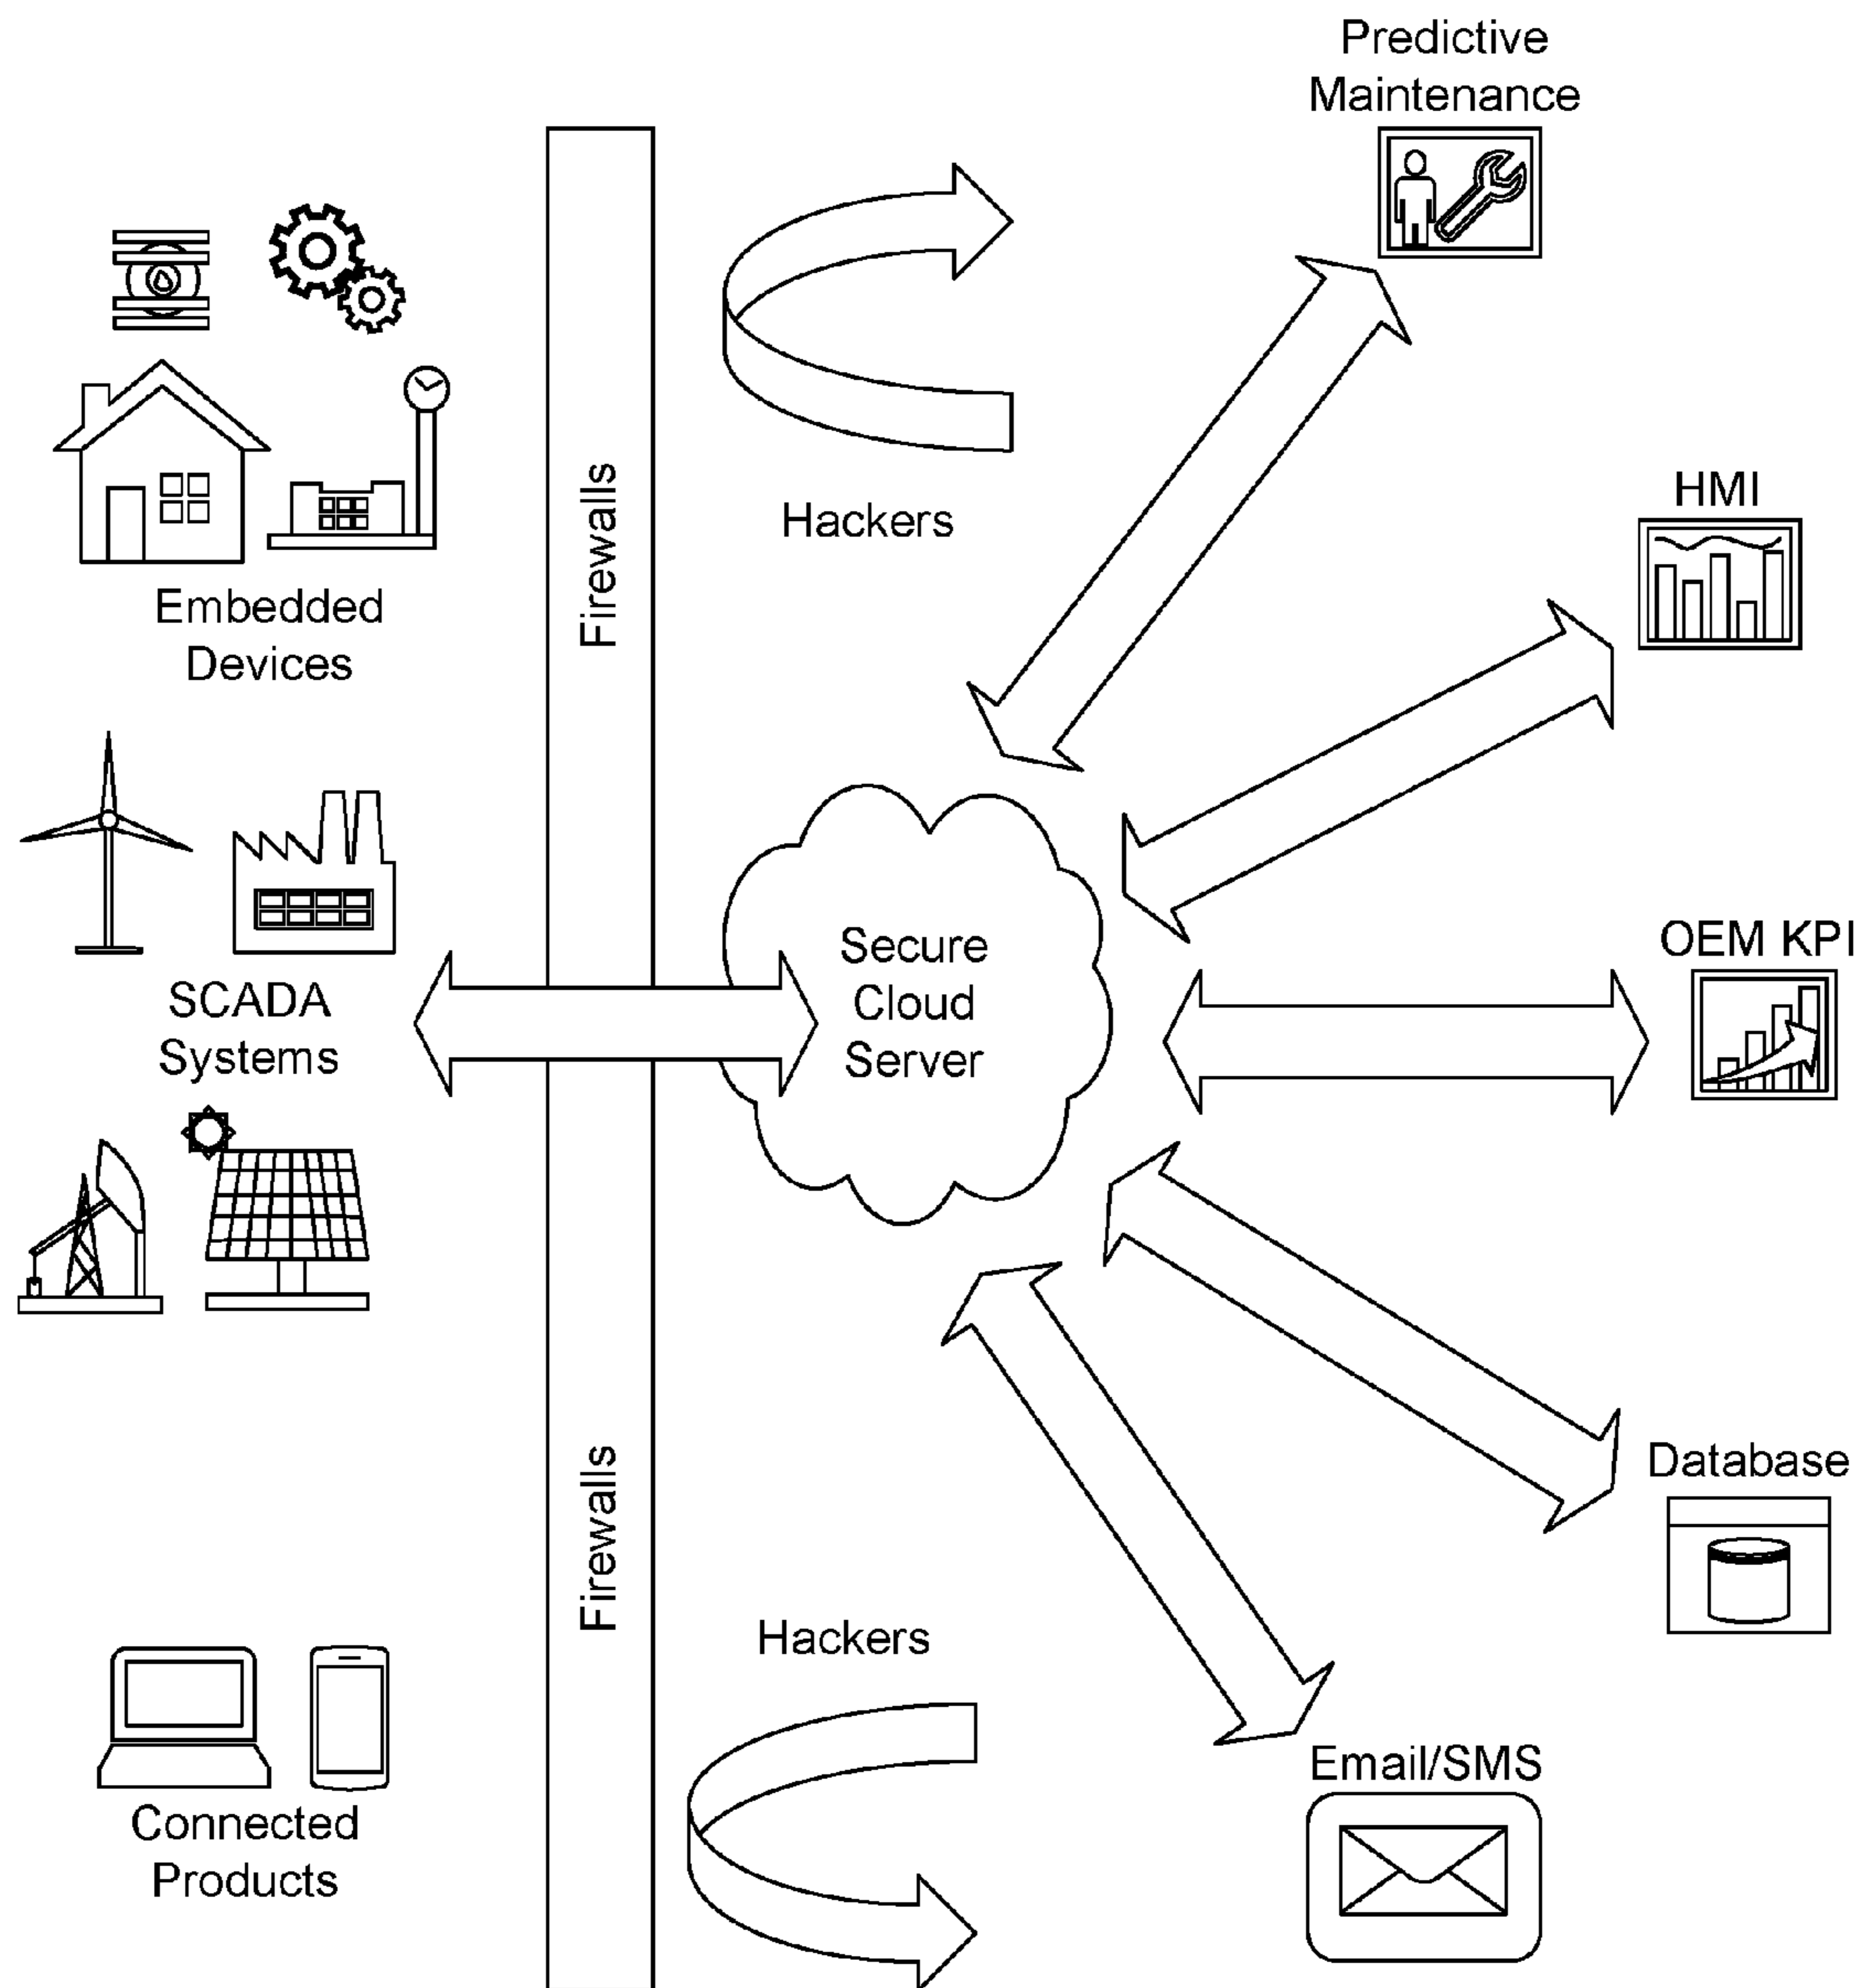 Predictive
Maintenance
Firewalls
Hackers
HMI
Embedded
Devices
OEM KPI
Secure
Cloud
Server
SCADA
Systems
Database
Firewalls
Hackers
Email/SMS
Connected
Products